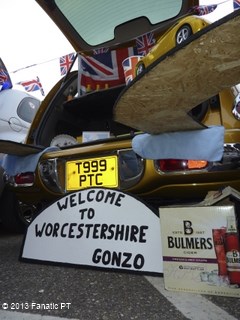 T999
PTC
WELCOME
TO
WORCESTERSHIRE
GONZO
B
BULMERS
© 2013 Fanatic PT